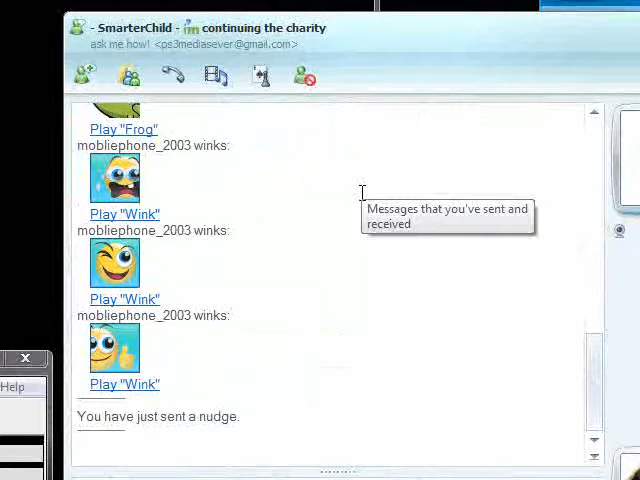 - SmarterChild - im continuing the charity
ask me how! <ps3mediasever@gmail.com>
Play "Frog"
mobliephone_2003 winks:
Play "Wink"
Messages that you've sent and
received
mobliephone_2003 winks:
Play "Wink"
mobliephone_2003 winks:
Play "Wink"
You have just sent a nudge.
Help